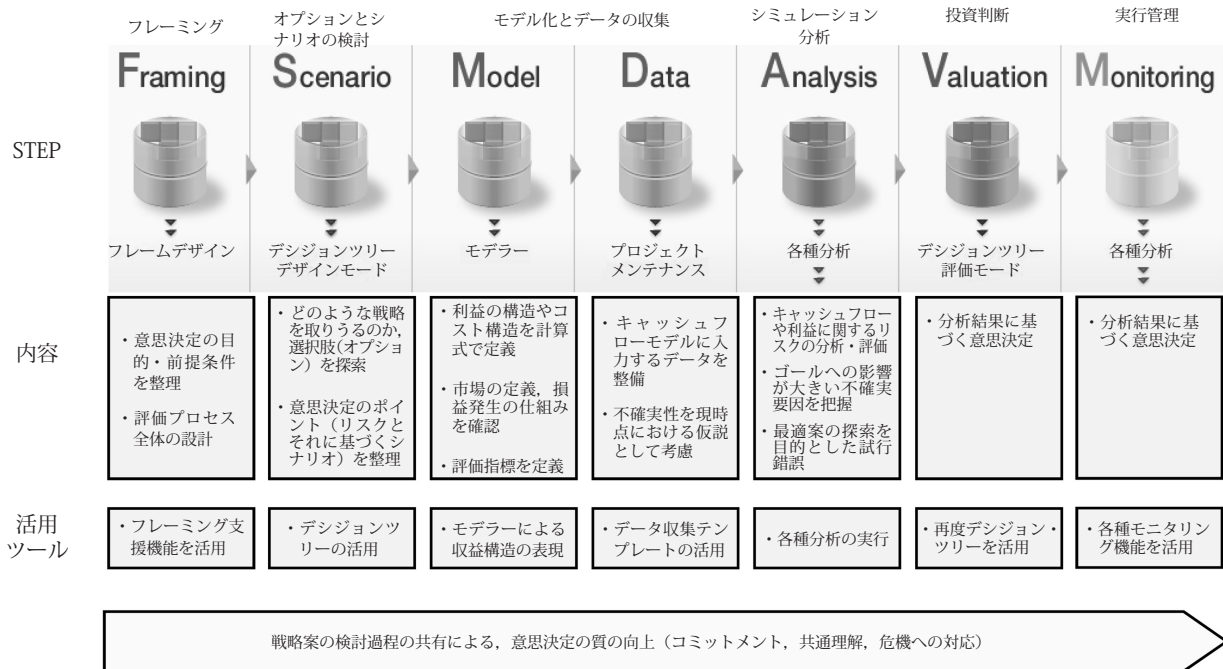 フレーミング
オプションとシ
ナリオの検討
モデル化とデータの収集
シミュレーション
分析
投資判断
実行管理
STEP
Framing
Scenario
Model
Data
Analysis
Valuation
Monitoring
フレームデザイン
デシジョンツリー
デザインモード
モデラー
プロジェクト
メンテナンス
各種分析
デシジョンツリー
評価モード
各種分析
内容
・意思決定の目
的・前提条件
を整理
・評価プロセス
全体の設計
・どのような戦略
を取りうるのか,
選択肢(オプショ
ン）を探索
・意思決定のポイ
ント（リスクと
それに基づくシ
ナリオ）を整理
・利益の構造やコ
スト構造を計算
式で定義
・市場の定義，損
益発生の仕組み
を確認
・評価指標を定義
・キャッシュフ
ローモデルに入
力するデータを
整備
・不確実性を現時
点における仮説
として考慮
・キャッシュフロー
や利益に関するリ
スクの分析・評価
・ゴールへの影響
が大きい不確実
要因を把握
・最適案の探索を
目的とした試行
錯誤
・分析結果に基
づく意思決定
・分析結果に基
づく意思決定
活用
ツール
・フレーミング支
援機能を活用
・デシジョンツ
リーの活用
・モデラーによる
収益構造の表現
・データ収集テン
プレートの活用
・各種分析の実行
・再度デシジョン・
ツリーを活用
・各種モニタリン
グ機能を活用
戦略案の検討過程の共有による，意思決定の質の向上（コミットメント，共通理解，危機への対応）